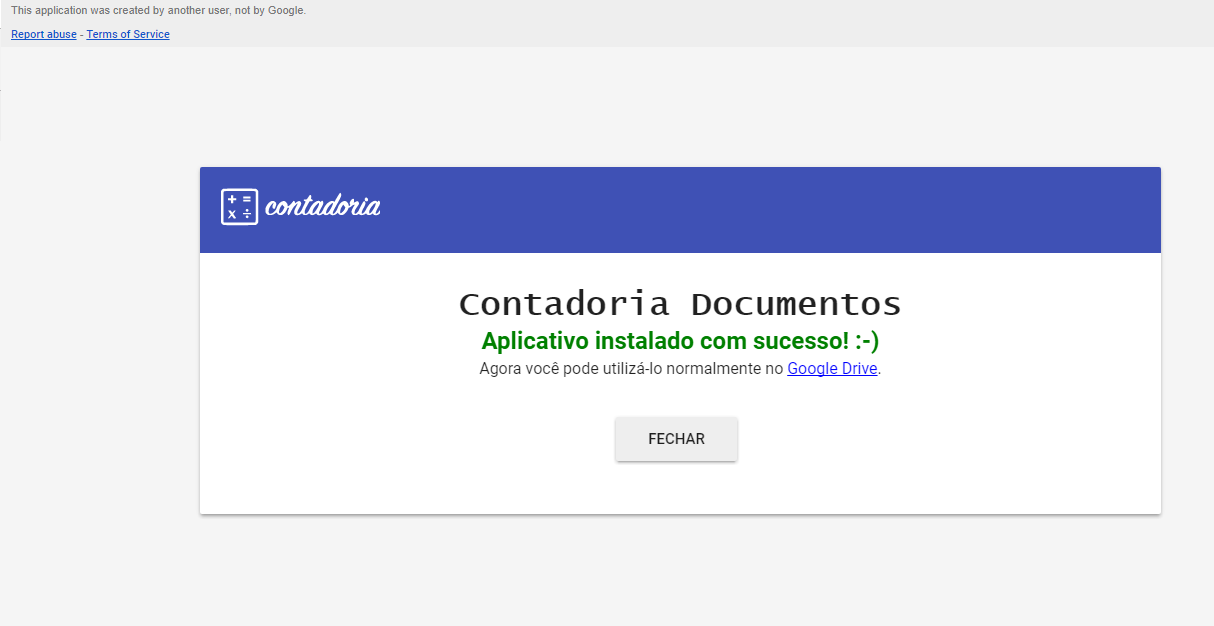 This application was created by another user, not by Google.
Report abuse - Terms of Service
+ =
x ÷
contadoria
Contadoria Documentos
Aplicativo instalado com sucesso! :-)
Agora você pode utilizá-lo normalmente no Google Drive.
FECHAR